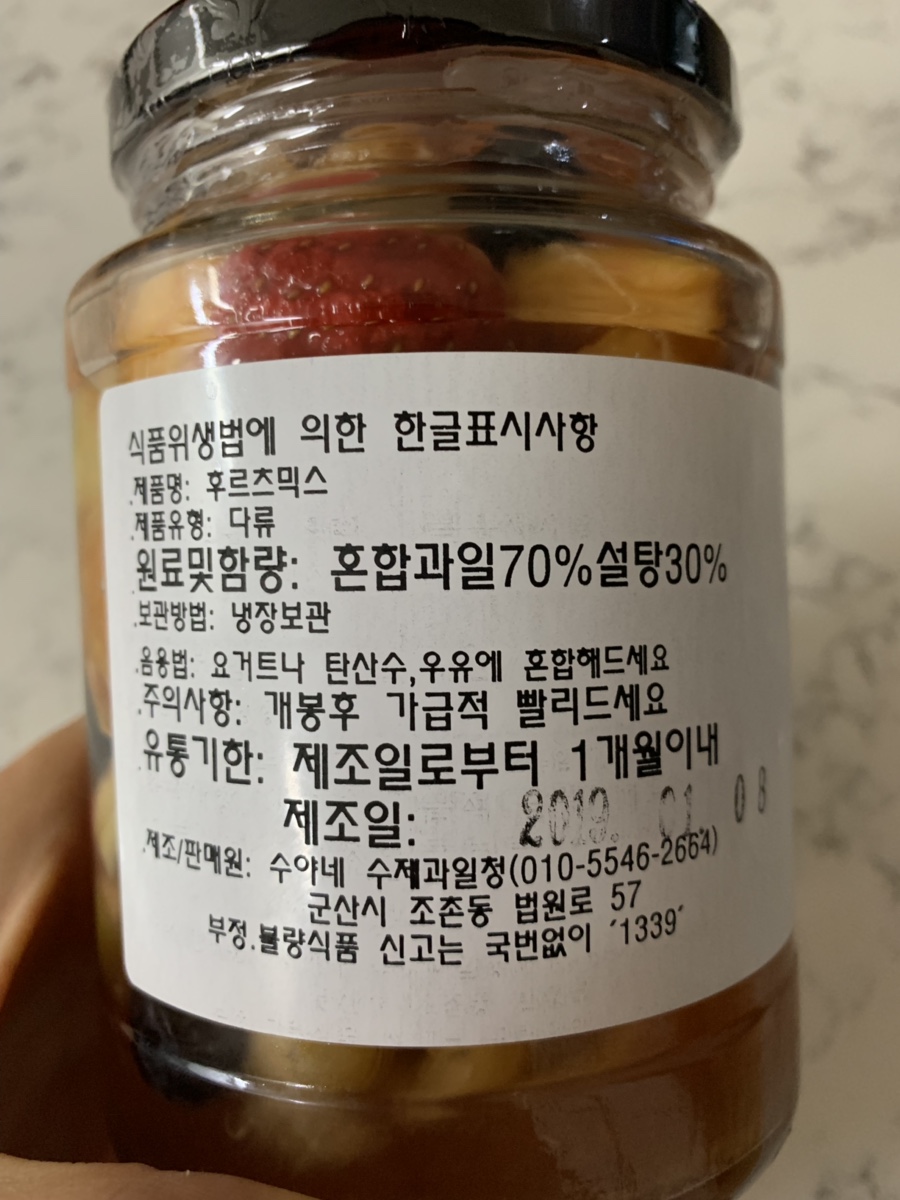 식품위생법에 의한 한글표시사항
.제품명: 후르츠믹스
.제품유형: 다류
.원료및함량: 혼합과일70%설탕30%
.보관방법: 냉장보관
.음용법: 요거트나 탄산수,우유에 혼합해드세요
.주의사항: 개봉후 가급적 빨리드세요
.유통기한: 제조일로부터 1개월이내
제조일: 2019. 01. 08
.제조/판매원: 수야네 수제과일청(010-5546-2664)
군산시 조촌동 법원로 57
부정.불량식품 신고는 국번없이 '1339'